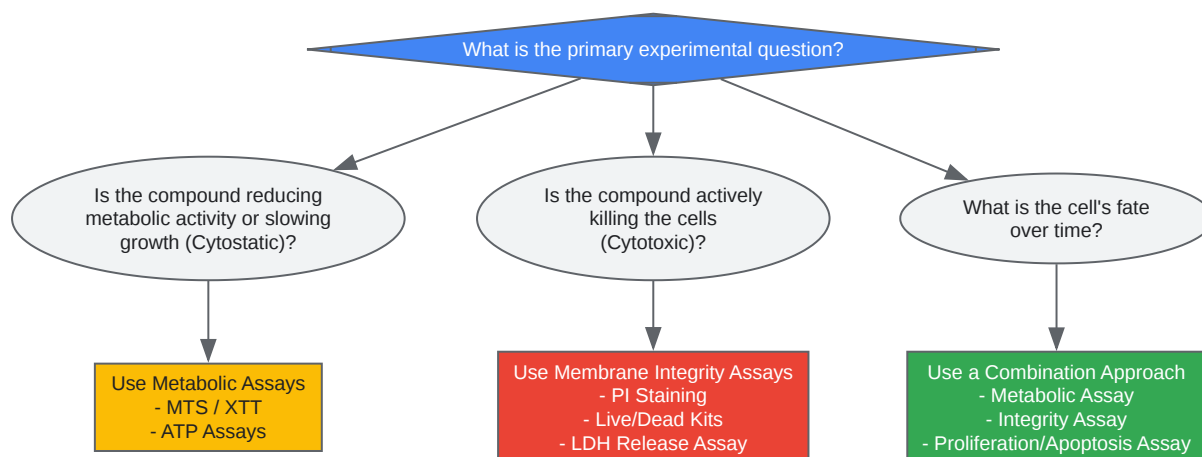 What is the primary experimental question?
Is the compound reducing
metabolic activity or slowing
growth (Cytostatic)?
Is the compound actively
killing the cells
(Cytotoxic)?
What is the cell's fate
over time?
Use Metabolic Assays
- MTS / XTT
- ATP Assays
Use Membrane Integrity Assays
- PI Staining
- Live/Dead Kits
- LDH Release Assay
Use a Combination Approach
- Metabolic Assay
- Integrity Assay
- Proliferation/Apoptosis Assay